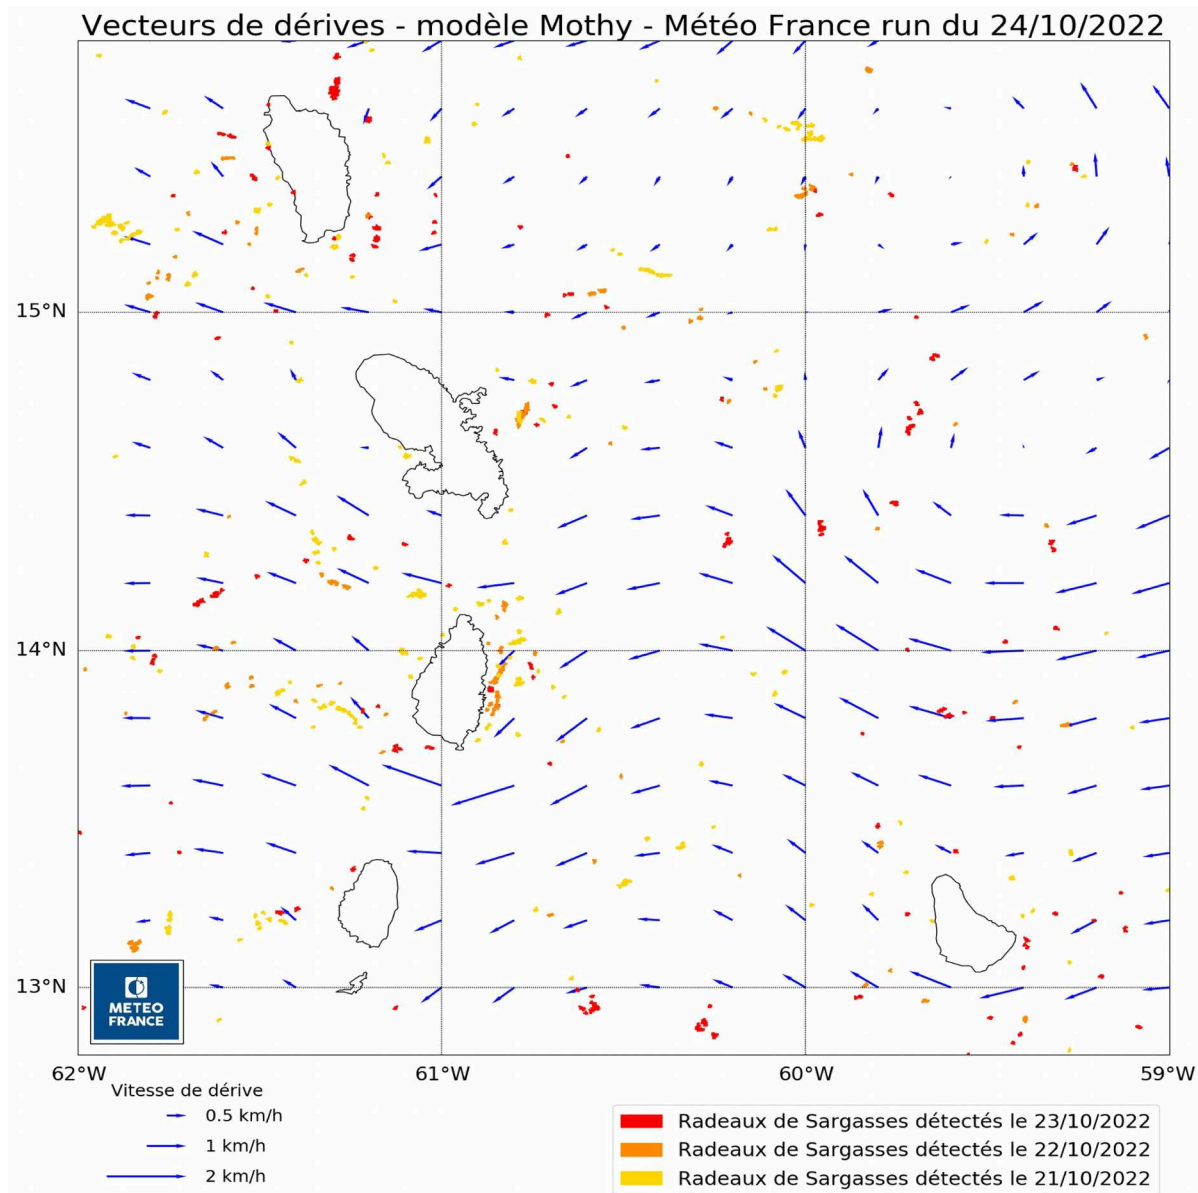 Vecteurs de dérives - modèle Mothy - Météo France run du 24/10/2022
15°N
14°N
13°N
METEO
FRANCE
62°W
61°W
60°W
59°W
Vitesse de dérive
0.5 km/h
1 km/h
2 km/h
Radeaux de Sargasses détectés le 23/10/2022
Radeaux de Sargasses détectés le 22/10/2022
Radeaux de Sargasses détectés le 21/10/2022